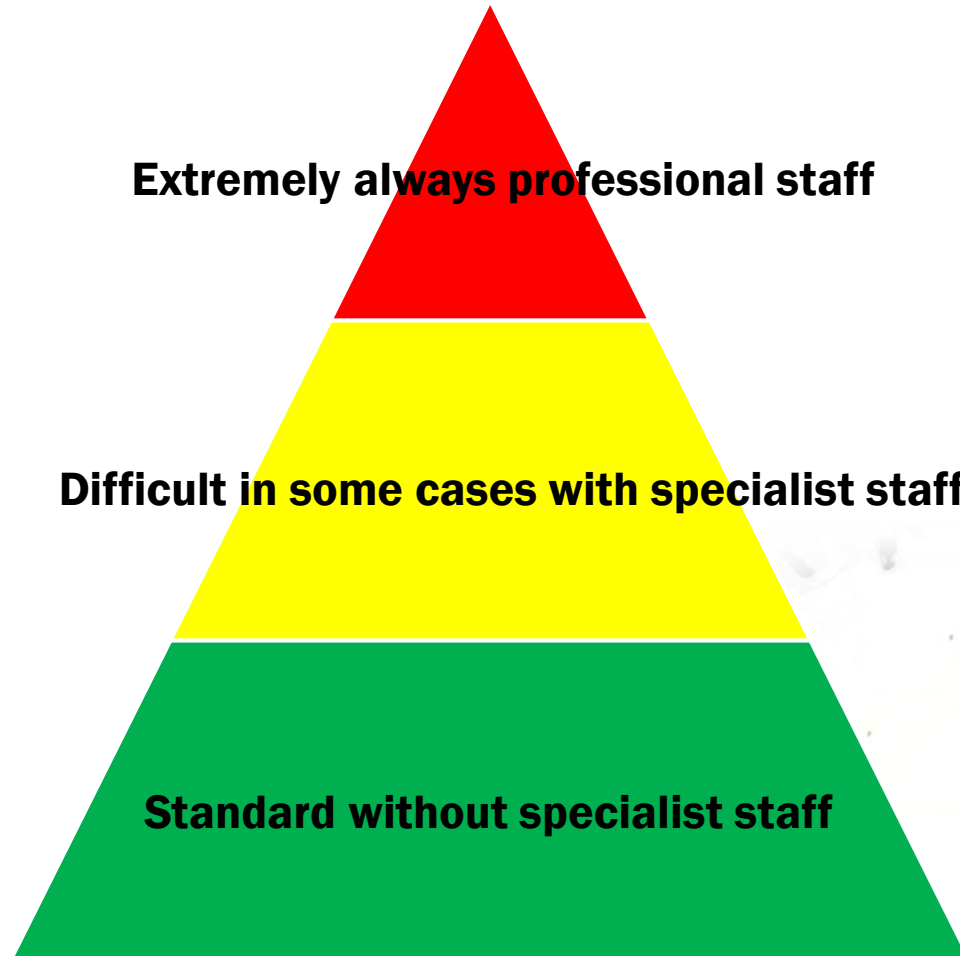 Extremely always professional staff
Difficult in some cases with specialist staff
Standard without specialist staff